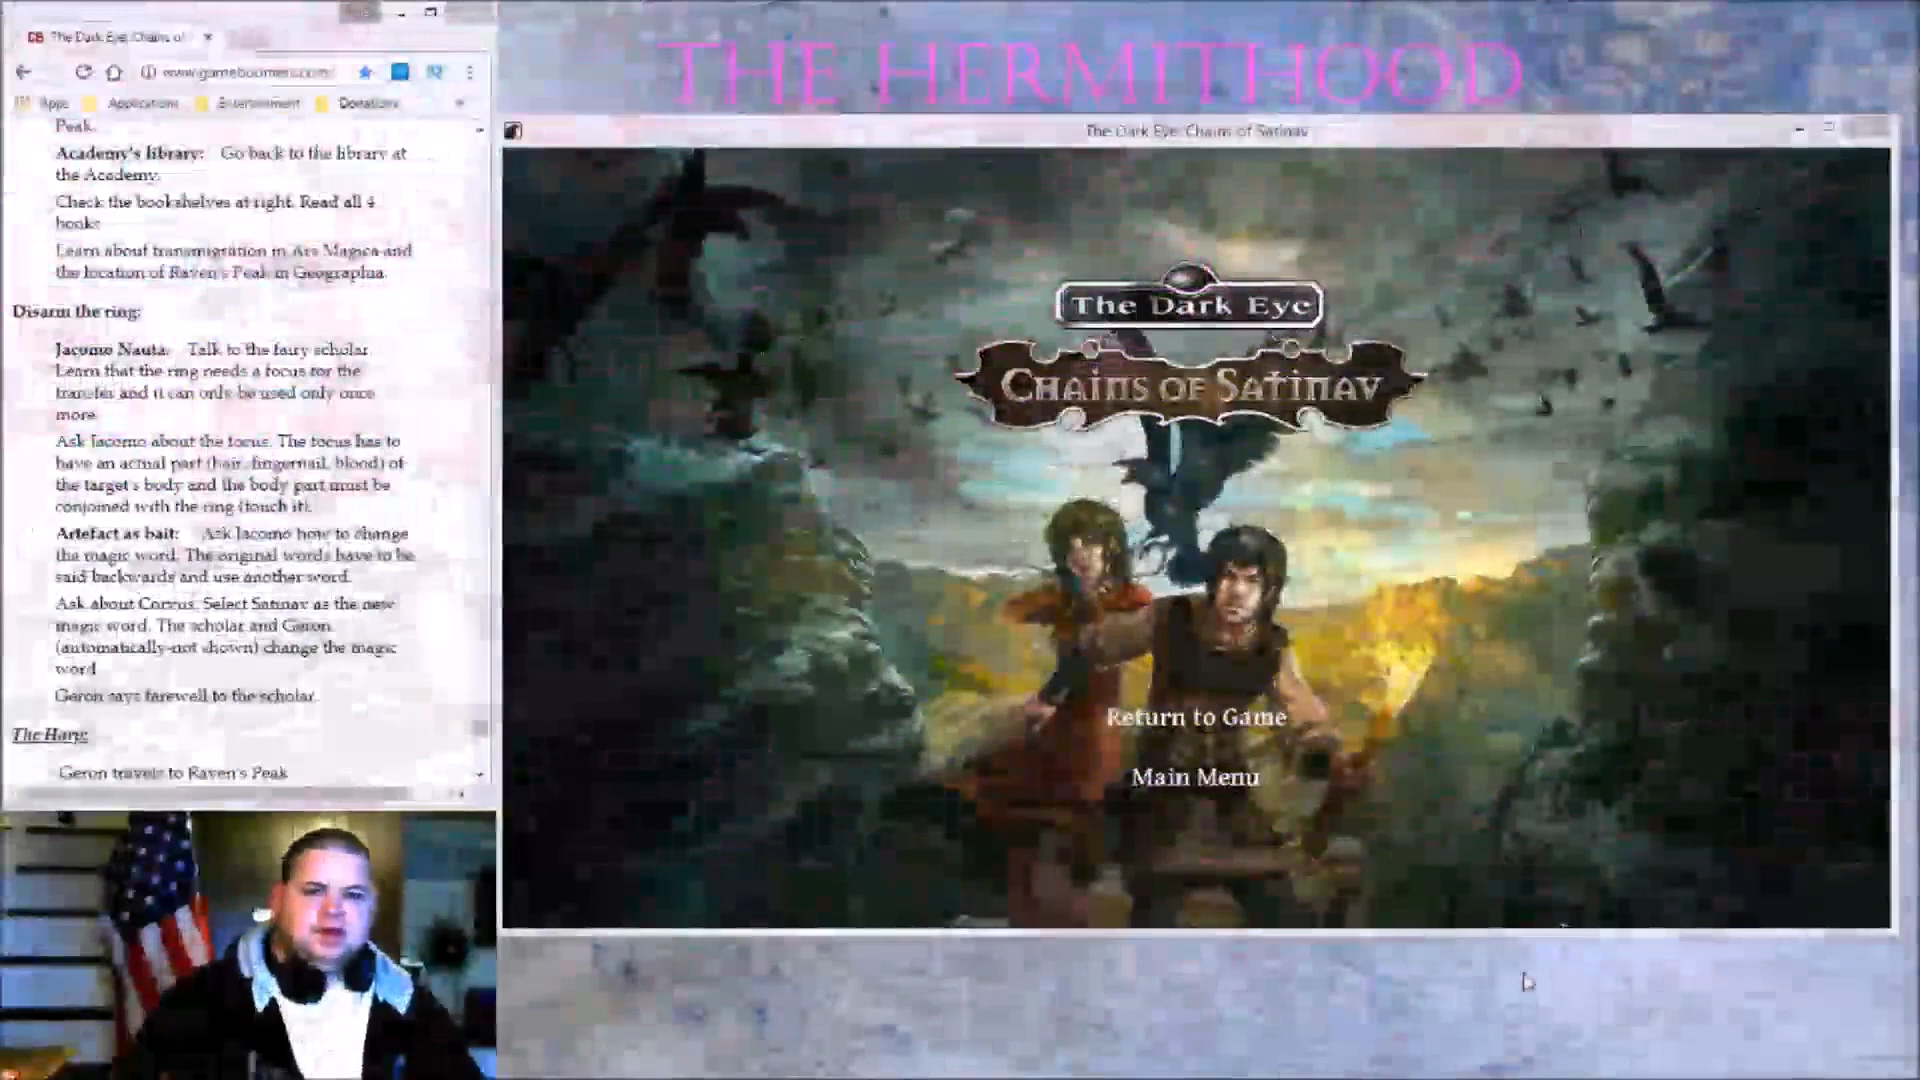 The Dark Eye: Chains of
www.gameboomers.com
Apps
Applications
Entertainment
Donations
Peak.
Academy's library: Go back to the library at
the Academy.
Check the bookshelves at right. Read all 4
books
Learn about transmigration in Ars Magica and
the location of Raven's Peak in Geographia.
Disarm the ring:
Jacomo Nauta: Talk to the fairy scholar.
Learn that the ring needs a focus for the
transfer and it can only be used only once
more.
Ask Jacomo about the focus. The focus has to
have an actual part (hair, fingernail, blood) of
the target's body and the body part must be
conjoined with the ring (touch it).
Artefact as bait: Ask Jacomo how to change
the magic word. The original words have to be
said backwards and use another word.
Ask about Corvus. Select Satinav as the new
magic word. The scholar and Geron
(automatically-not shown) change the magic
word.
Geron says farewell to the scholar.
The Harp:
Geron travels to Raven's Peak
THE HERMITHOOD
The Dark Eye: Chains of Satinav
The Dark Eye
Chains of Satinav
Return to Game
Main Menu